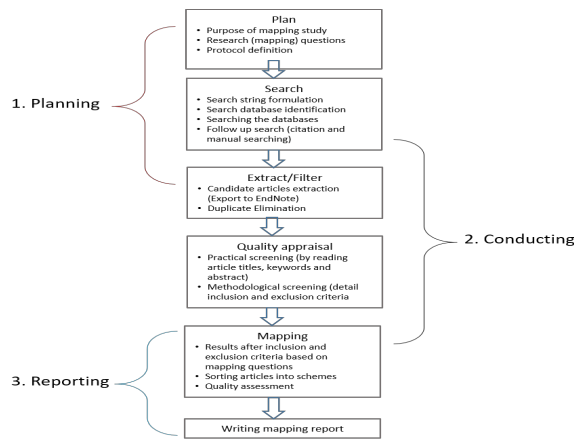 Plan
• Purpose of mapping study
• Research (mapping) questions
• Protocol definition
1. Planning
Search
• Search string formulation
• Search database identification
• Searching the databases
• Follow up search (citation and
manual searching)
Extract/Filter
• Candidate articles extraction
(Export to EndNote)
• Duplicate Elimination
2. Conducting
Quality appraisal
• Practical screening (by reading
article titles, keywords and
abstract)
• Methodological screening (detail
inclusion and exclusion criteria
Mapping
• Results after inclusion and
exclusion criteria based on
mapping questions
• Sorting articles into schemes
• Quality assessment
3. Reporting
Writing mapping report